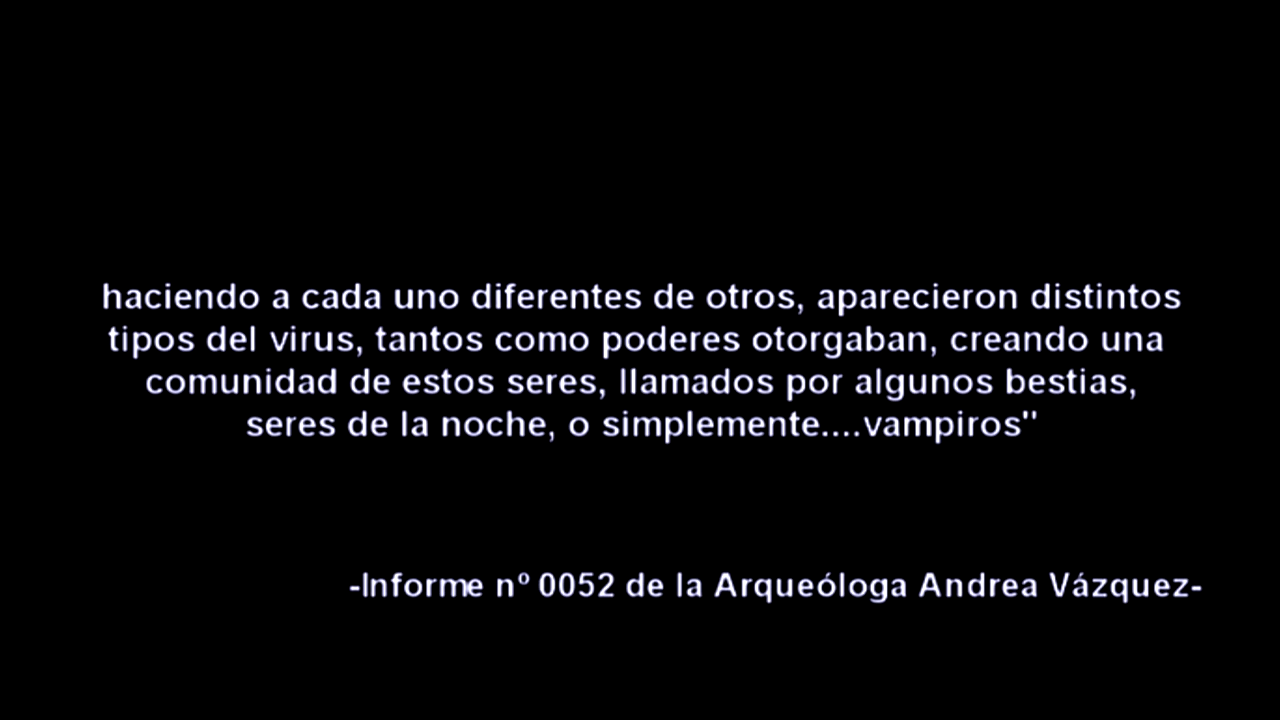 haciendo a cada uno diferentes de otros, aparecieron distintos
tipos del virus, tantos como poderes otorgaban, creando una
comunidad de estos seres, llamados por algunos bestias,
seres de la noche, o simplemente....vampiros"
-Informe nº 0052 de la Arqueóloga Andrea Vázquez-